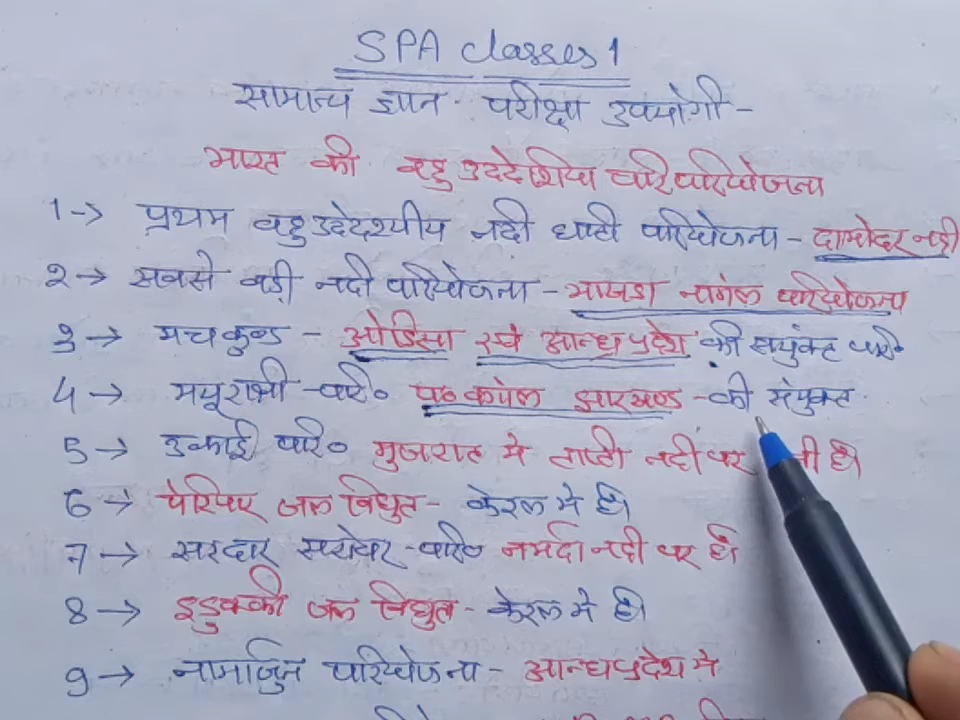 SPA Classes 1
सामान्य ज्ञान - परीक्षा उपयोगी -
भारत की बहु उददेशिय परियोजना
1-> प्रथम बहुउद्देश्यीय नदी घाटी परियोजना - दामोदर नदी
2 -> सबसे बड़ी नदी परियोजना - भाखडा नागंल परियोजना
3 -> मचकुण्ड - ओडिसा एवं आन्ध्रप्रदेश की सयुंक्त परि०
4 -> मयूराक्षी - परि० प० बंगाल झारखण्ड - की संयुक्त
5 -> उकाई परि० गुजरात मे ताप्ती नदी पर
6 -> पेरियार जल विधुत - केरल मे है।
7 -> सरदार सरोवर - परि० नर्मदा नदी पर है।
8 -> इडुक्की जल विधुत - केरल मे है।
9 -> नागार्जुन परियोजना - आन्ध्रप्रदेश मे